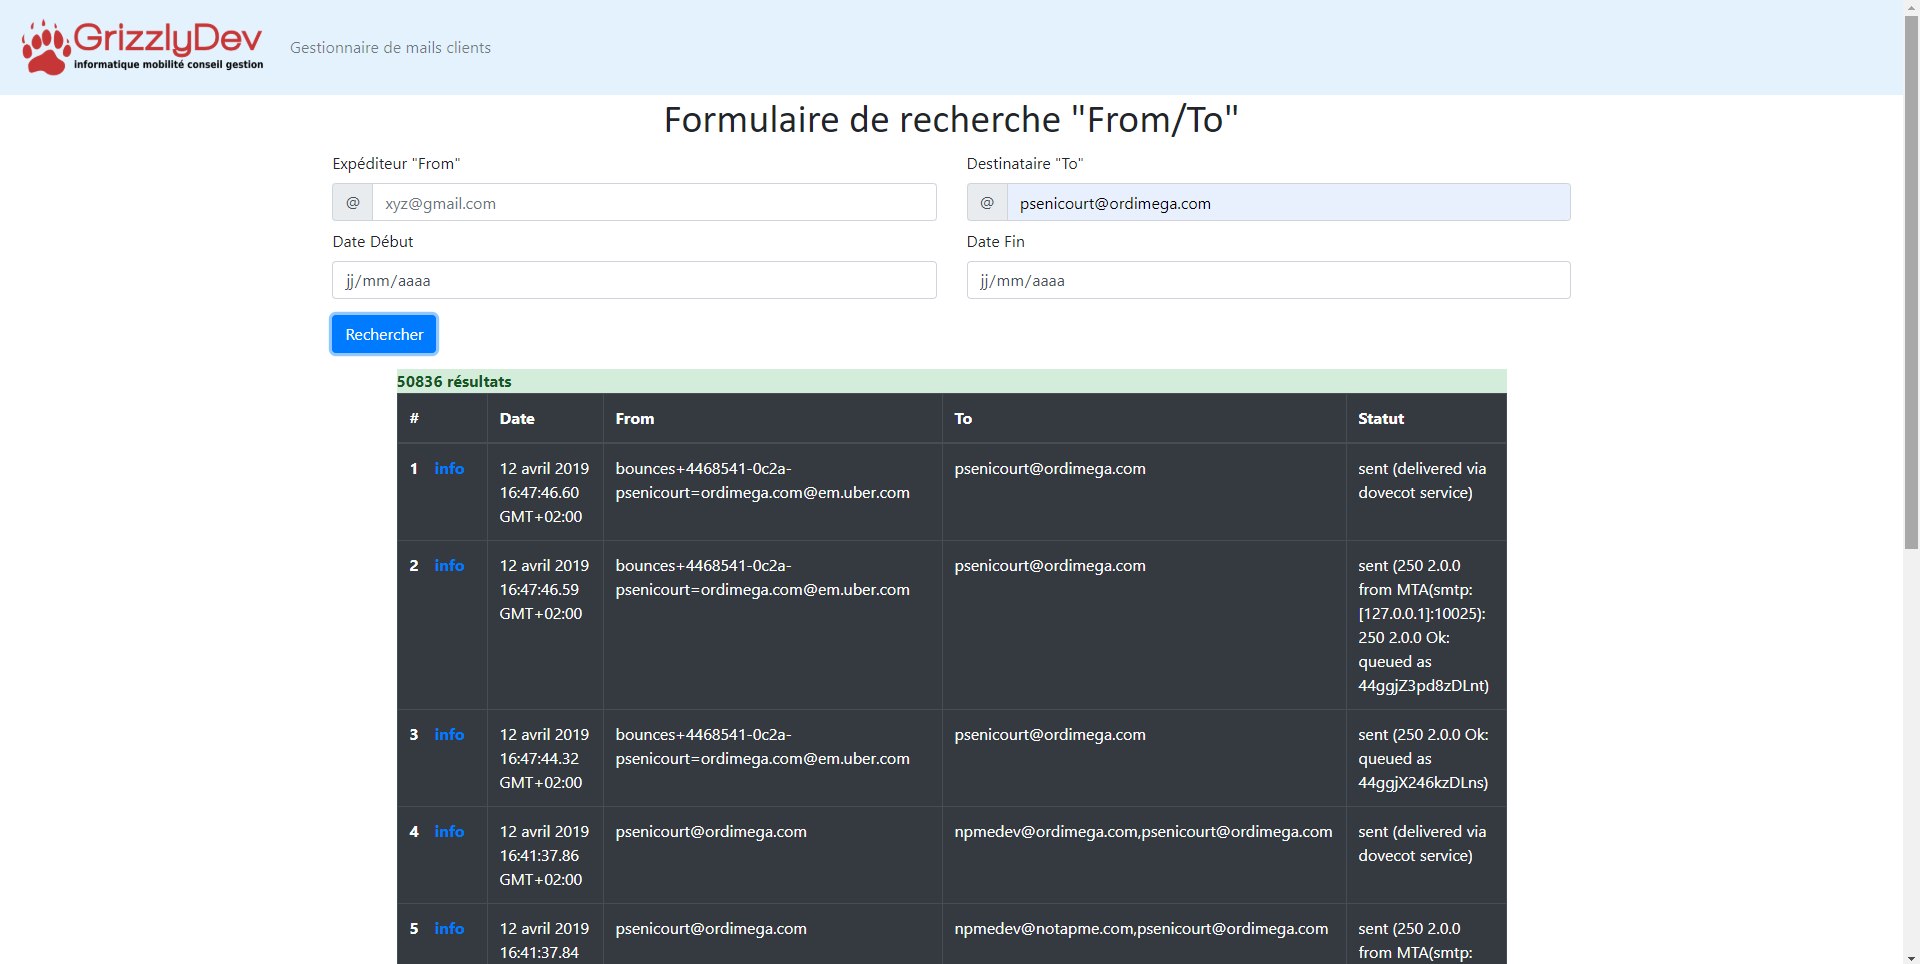 GrizzlyDev
informatique mobilité conseil gestion
Gestionnaire de mails clients
Formulaire de recherche "From/To"
Expéditeur "From"
Destinataire "To"
@ xyz@gmail.com
@ psenicourt@ordimega.com
Date Début
Date Fin
jj/mm/aaaa
jj/mm/aaaa
Rechercher
50836 résultats
# Date From To Statut
1 info
12 avril 2019
16:47:46.60
GMT+02:00
bounces+4468541-0c2a-
psenicourt=ordimega.com@em.uber.com
psenicourt@ordimega.com
sent (delivered via
dovecot service)
2 info
12 avril 2019
16:47:46.59
GMT+02:00
bounces+4468541-0c2a-
psenicourt=ordimega.com@em.uber.com
psenicourt@ordimega.com
sent (250 2.0.0
from MTA(smtp:
[127.0.0.1]:10025):
250 2.0.0 Ok:
queued as
44ggjZ3pd8zDLnt)
3 info
12 avril 2019
16:47:44.32
GMT+02:00
bounces+4468541-0c2a-
psenicourt=ordimega.com@em.uber.com
psenicourt@ordimega.com
sent (250 2.0.0 Ok:
queued as
44ggjX246kzDLns)
4 info
12 avril 2019
16:41:37.86
GMT+02:00
psenicourt@ordimega.com
npmedev@ordimega.com,psenicourt@ordimega.com
sent (delivered via
dovecot service)
5 info
12 avril 2019
16:41:37.84
psenicourt@ordimega.com
npmedev@notapme.com,psenicourt@ordimega.com
sent (250 2.0.0
from MTA(smtp: